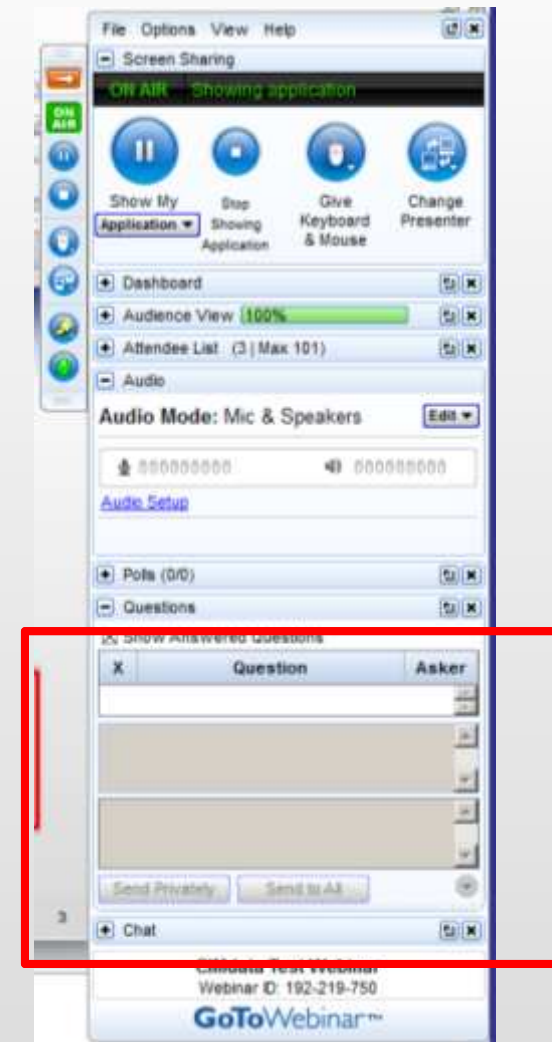 File Options View Help
Screen Sharing
ON AIR Showing application
ON
AIR
Show My
Application
Stop
Showing
Application
Give
Keyboard
& Mouse
Change
Presenter
Dashboard
Audience View 100%
Attendee List (3 | Max 101)
Audio
Audio Mode: Mic & Speakers Edit
Audio Setup
Polls (0/0)
Questions
Show Answered Questions
X Question Asker
Send Privately Send to All
3
Chat
Test Webinar
Webinar ID: 192-219-750
GoToWebinar™